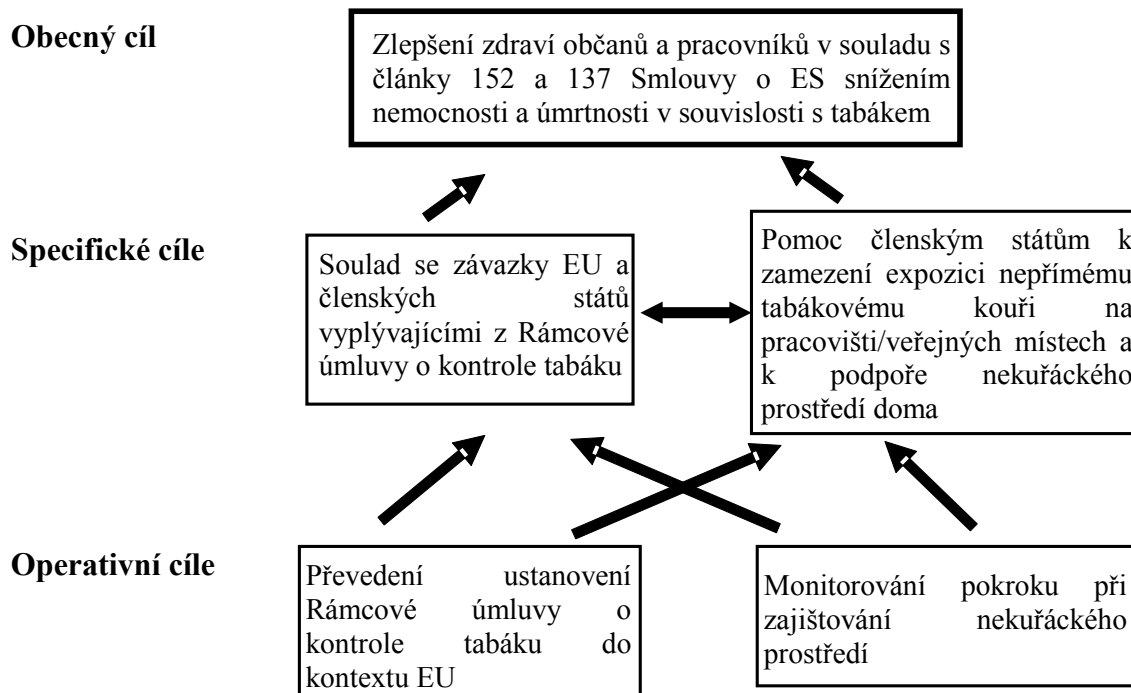 Obecný cíl
Zlepšení zdraví občanů a pracovníků v souladu s
články 152 a 137 Smlouvy o ES snížením
nemocnosti a úmrtnosti v souvislosti s tabákem
Specifické cíle
Soulad se závazky EU a
členských států
vyplývajícími z Rámcové
úmluvy o kontrole tabáku
Pomoc členským státům k
zamezení expozici nepřímému
tabákovému kouři na
pracovišti/veřejných místech a
k podpoře nekuřáckého
prostředí doma
Operativní cíle
Převedení ustanovení
Rámcové úmluvy o
kontrole tabáku do
kontextu EU
Monitorování pokroku při
zajištování nekuřáckého
prostředí